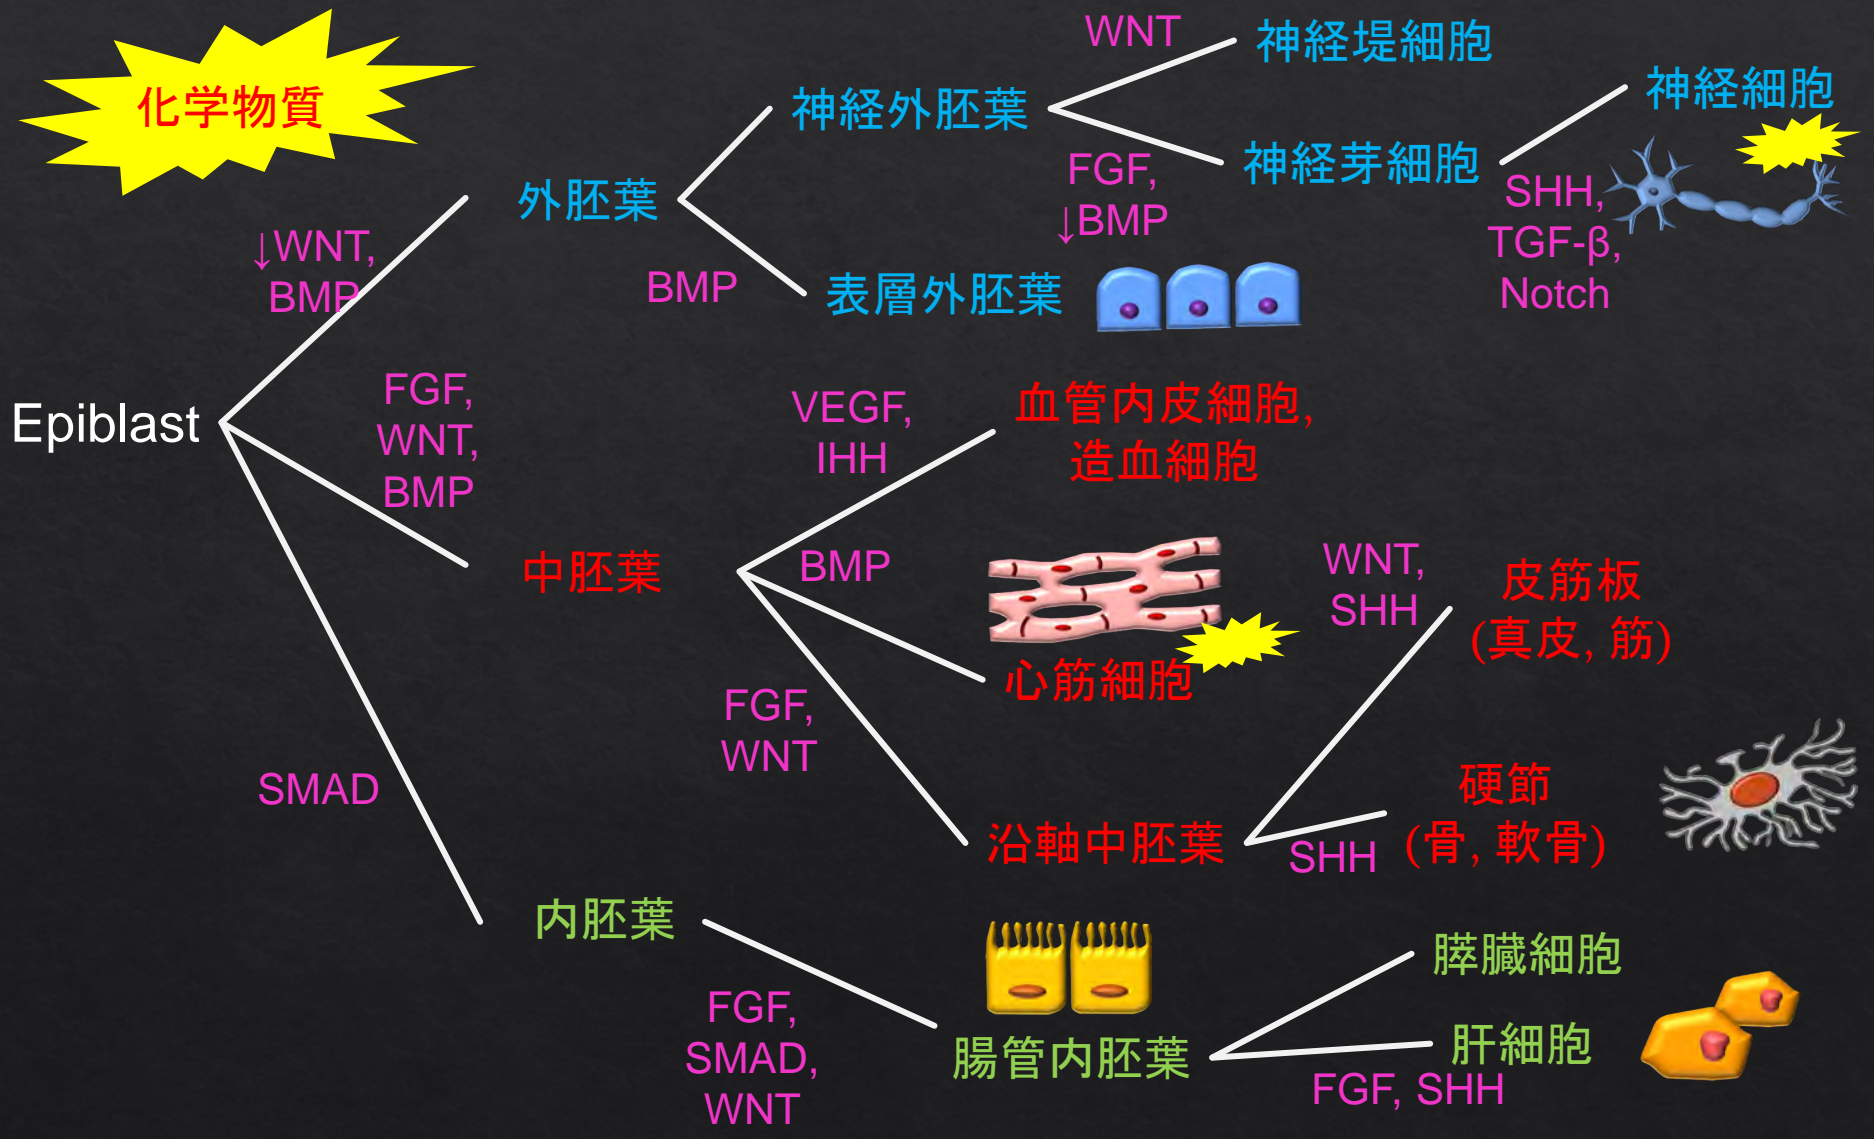 化学物質
Epiblast
↓WNT,
BMP
外胚葉
神経外胚葉
WNT
神経堤細胞
FGF,
↓BMP
神経芽細胞
神経細胞
SHH,
TGF-β,
Notch
BMP
表層外胚葉
FGF,
WNT,
BMP
中胚葉
VEGF,
IHH
血管内皮細胞,
造血細胞
BMP
心筋細胞
FGF,
WNT
沿軸中胚葉
WNT,
SHH
皮筋板
(真皮, 筋)
SHH
硬節
(骨, 軟骨)
SMAD
内胚葉
FGF,
SMAD,
WNT
腸管内胚葉
膵臓細胞
肝細胞
FGF, SHH